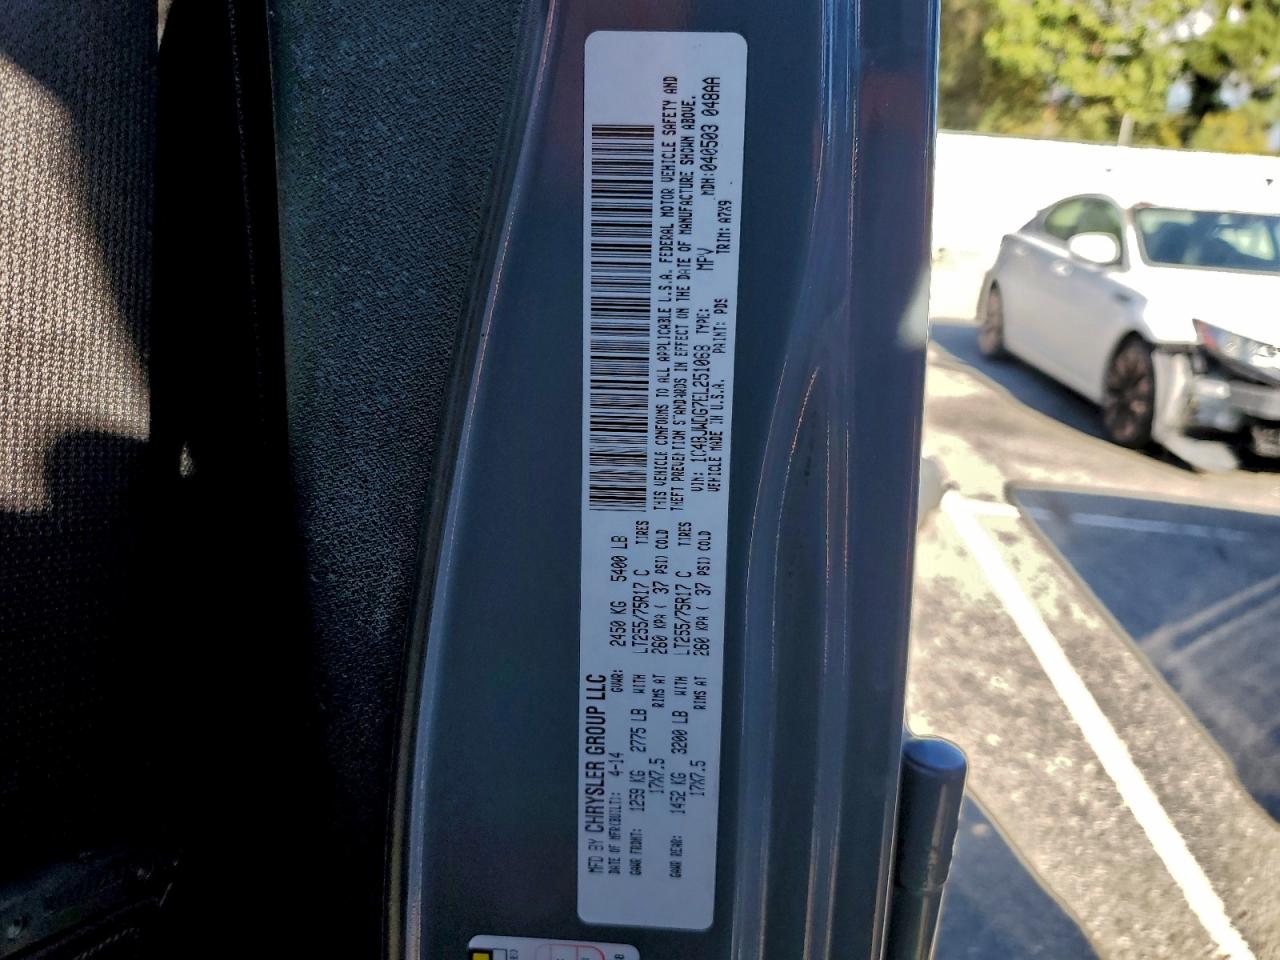 MFD BY CHRYSLER GROUP LLC
DATE OF MFR(BUILT): 4-14 GVWR: 2450 KG 5400 LB
GAWR FRONT: 1259 KG 2775 LB WITH LT255/75R17 C TIRES
17X7.5 RIMS AT 260 KPA ( 37 PSI) COLD
GAWR REAR: 1452 KG 3200 LB WITH LT255/75R17 C TIRES
17X7.5 RIMS AT 260 KPA ( 37 PSI) COLD
THIS VEHICLE CONFORMS TO ALL APPLICABLE U.S.A. FEDERAL MOTOR VEHICLE SAFETY AND
THEFT PREVENTION STANDARDS IN EFFECT ON THE DATE OF MANUFACTURE SHOWN ABOVE.
VIN: 1C4BJWDG7EL251068 TYPE: MPV MDH:040503 048AA
VEHICLE MADE IN U.S.A. PAINT: PDS TRIM: A7X9